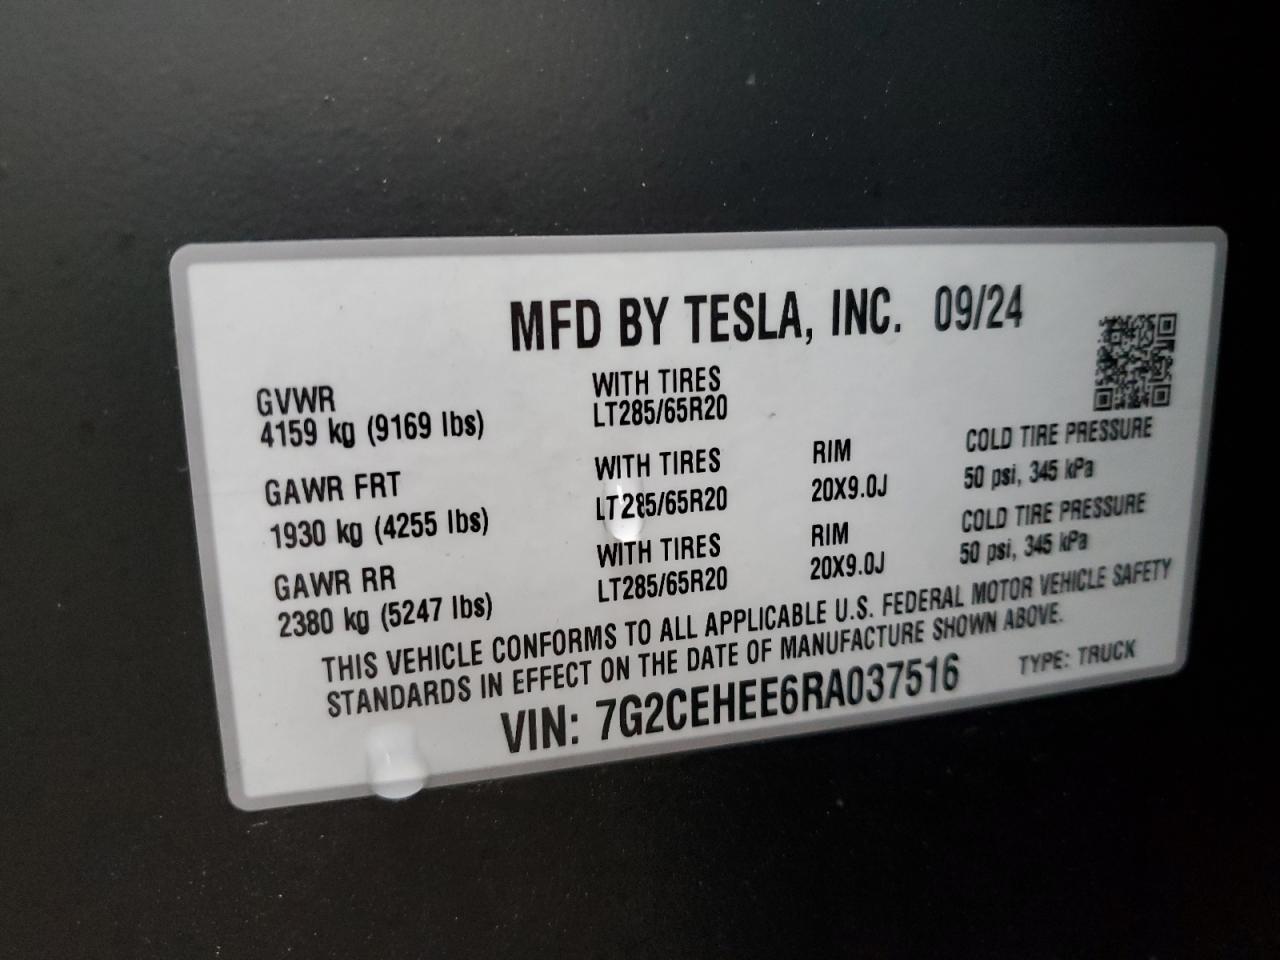 MFD BY TESLA, INC. 09/24
GVWR
4159 kg (9169 lbs)
WITH TIRES
LT285/65R20
GAWR FRT
1930 kg (4255 lbs)
WITH TIRES
LT285/65R20
RIM
20X9.0J
COLD TIRE PRESSURE
50 psi, 345 kPa
GAWR RR
2380 kg (5247 lbs)
WITH TIRES
LT285/65R20
RIM
20X9.0J
COLD TIRE PRESSURE
50 psi, 345 kPa
THIS VEHICLE CONFORMS TO ALL APPLICABLE U.S. FEDERAL MOTOR VEHICLE SAFETY
STANDARDS IN EFFECT ON THE DATE OF MANUFACTURE SHOWN ABOVE.
VIN: 7G2CEHEE6RA037516
TYPE: TRUCK